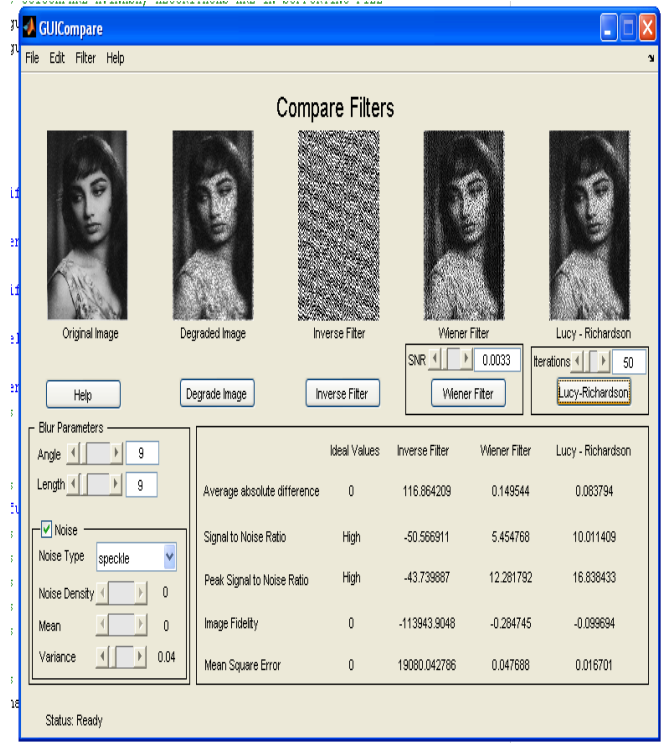 GUICompare
File Edit Filter Help
Compare Filters
Original Image Degraded Image Inverse Filter Wiener Filter Lucy - Richardson
SNR 0.0033 Iterations 50
Help Degrade Image Inverse Filter Wiener Filter Lucy-Richardson
Blur Parameters
Angle 9
Length 9
Noise
Noise Type speckle
Noise Density 0
Mean 0
Variance 0.04
Ideal Values Inverse Filter Wiener Filter Lucy - Richardson
Average absolute difference 0 116.864209 0.149544 0.083794
Signal to Noise Ratio High -50.566911 5.454768 10.011409
Peak Signal to Noise Ratio High -43.739887 12.281792 16.838433
Image Fidelity 0 -113943.9048 -0.284745 -0.099694
Mean Square Error 0 19080.042786 0.047688 0.016701
Status: Ready